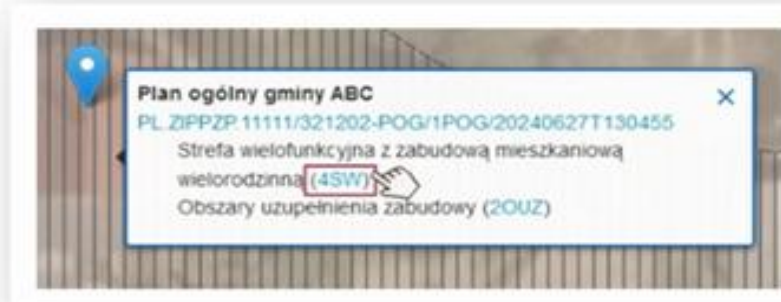 Plan ogólny gminy ABC
PL.ZIPPZP.11111/321202-POG/1POG/20240627T130455
Strefa wielofunkcyjna z zabudową mieszkaniową
wielorodzinną (4SW)
Obszary uzupełnienia zabudowy (2OUZ)